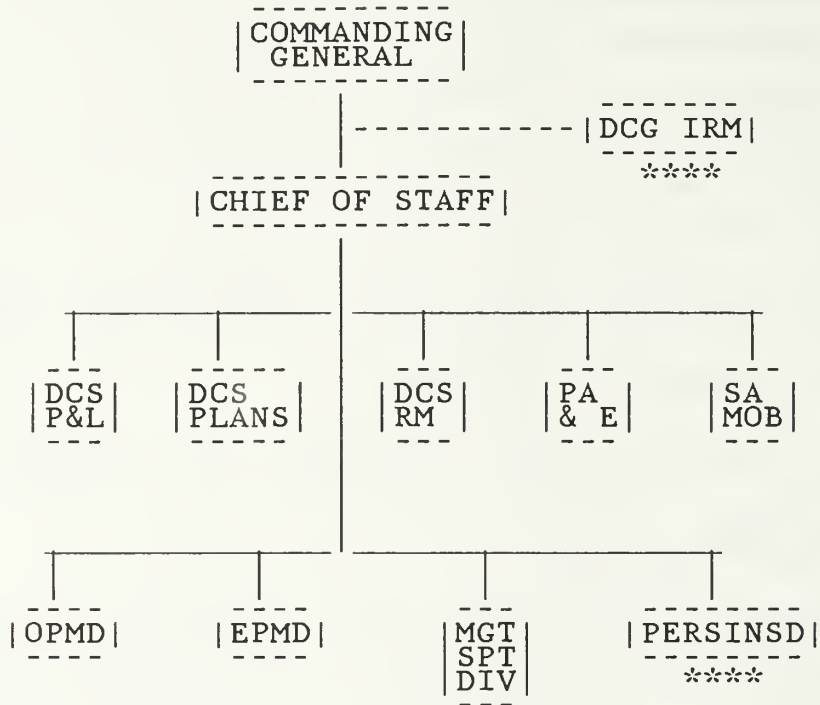 COMMANDING
GENERAL
DCG IRM
****
CHIEF OF STAFF
DCS
P&L
DCS
PLANS
DCS
RM
PA
& E
SA
MOB
OPMD
EPMD
MGT
SPT
DIV
PERSINSD
****